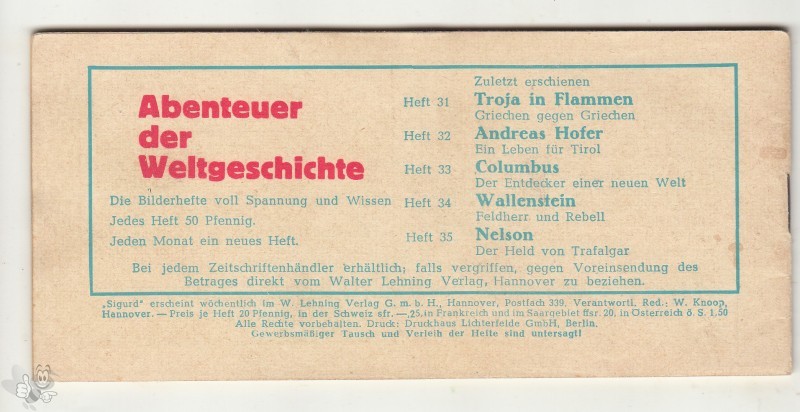 Abenteuer
der
Weltgeschichte
Die Bilderhefte voll Spannung und Wissen
Jedes Heft 50 Pfennig.
Jeden Monat ein neues Heft.
Zuletzt erschienen
Heft 31 Troja in Flammen
Griechen gegen Griechen
Heft 32 Andreas Hofer
Ein Leben für Tirol
Heft 33 Columbus
Der Entdecker einer neuen Welt
Heft 34 Wallenstein
Feldherr und Rebell
Heft 35 Nelson
Der Held von Trafalgar
Bei jedem Zeitschriftenhändler erhältlich; falls vergriffen, gegen Voreinsendung des
Betrages direkt vom Walter Lehning Verlag, Hannover zu beziehen.
„Sigurd“ erscheint wöchentlich im W. Lehning Verlag G. m. b. H., Hannover, Postfach 339. Verantwortl. Red.: W. Knoop,
Hannover. — Preis je Heft 20 Pfennig, in der Schweiz sfr. —,25, in Frankreich und im Saargebiet ffsr. 20, in Österreich ö. S. 1,50
Alle Rechte vorbehalten. Druck: Druckhaus Lichterfelde GmbH, Berlin.
Gewerbsmäßiger Tausch und Verleih der Hefte sind untersagt!